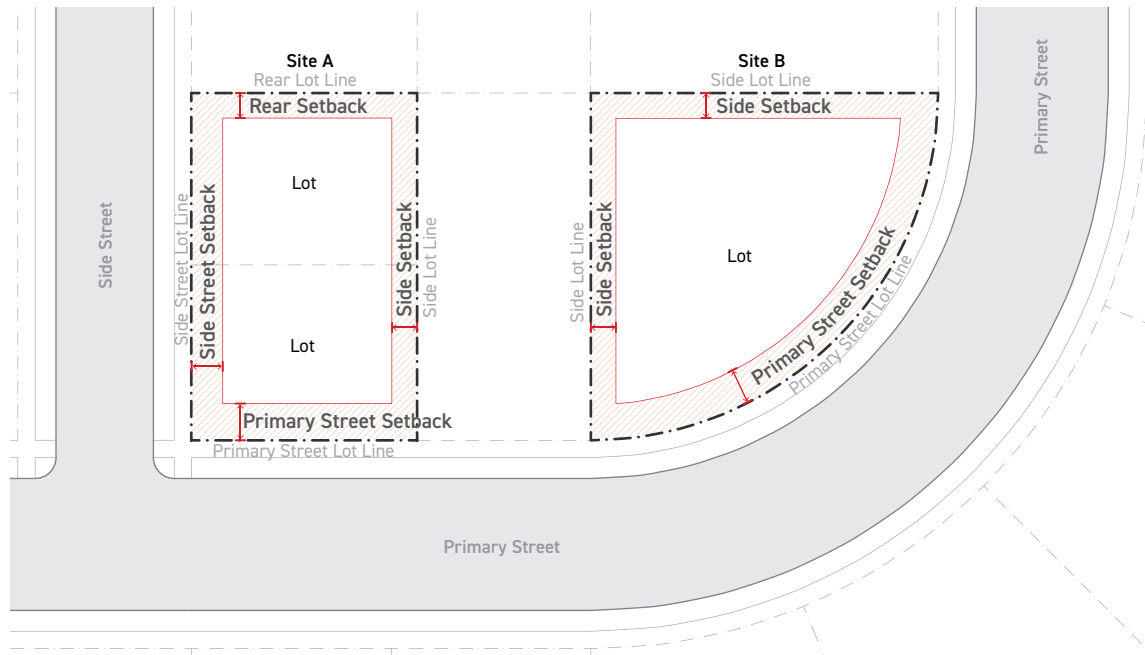 Site A
Rear Lot Line
Rear Setback
Lot
Side Street Lot Line
Side Street Setback
Side Setback
Side Lot Line
Lot
Primary Street Setback
Primary Street Lot Line
Side Street
Site B
Side Lot Line
Side Setback
Side Lot Line
Side Setback
Lot
Primary Street Setback
Primary Street Lot Line
Primary Street
Primary Street